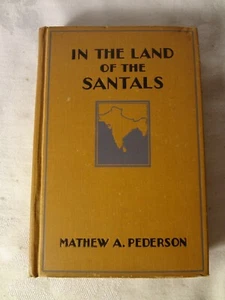 IN THE LAND
OF THE
SANTALS
MATHEW A. PEDERSON